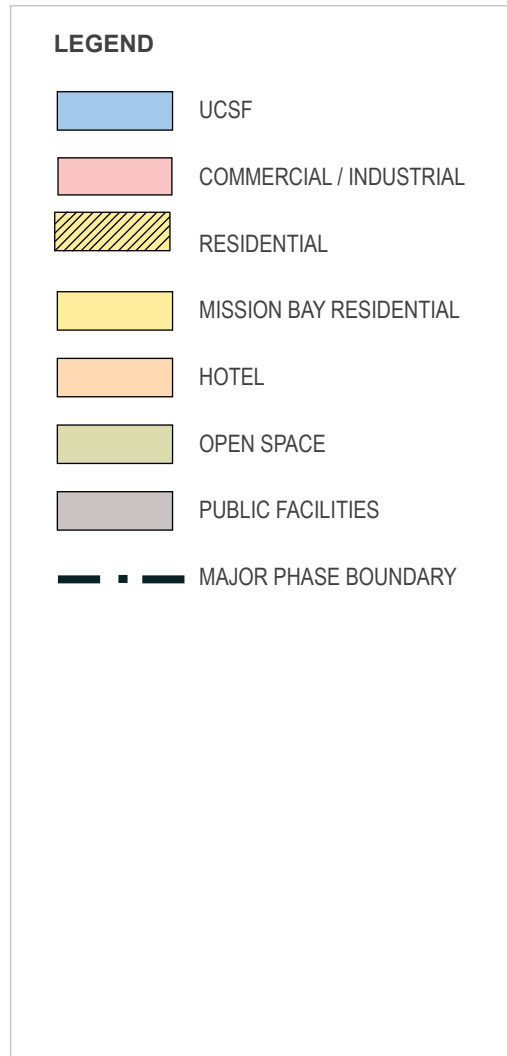 LEGEND
UCSF
COMMERCIAL / INDUSTRIAL
RESIDENTIAL
MISSION BAY RESIDENTIAL
HOTEL
OPEN SPACE
PUBLIC FACILITIES
MAJOR PHASE BOUNDARY